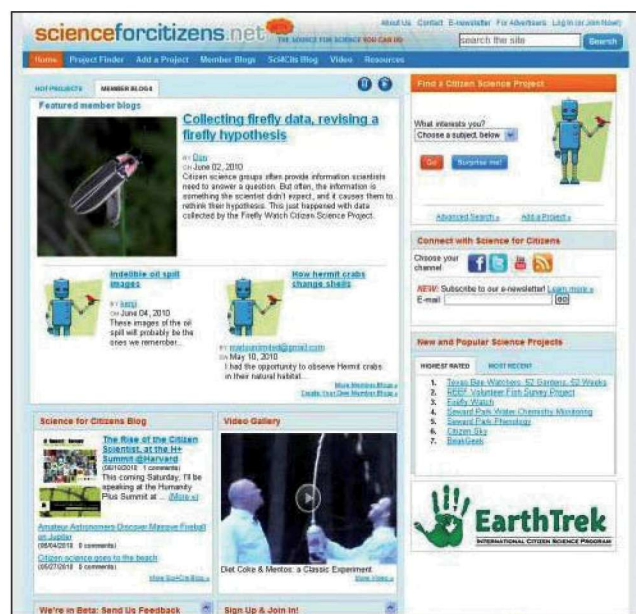 About Us Contact E-newsletter For Advertisers Log In (or Join Now!)
scienceforcitizens.net BETA
THE SOURCE FOR SCIENCE YOU CAN DO
search the site Search
Home Project Finder Add a Project Member Blogs Sci4Cits Blog Video Resources
HOT PROJECTS MEMBER BLOGS
Featured member blogs
Collecting firefly data, revising a
firefly hypothesis
BY Don
ON June 02, 2010
Citizen science groups often provide information scientists
need to answer a question. But often, the information is
something the scientist didn't expect, and it causes them to
rethink their hypothesis. This just happened with data
collected by the Firefly Watch Citizen Science Project.
Indelible oil spill
images
BY kenji
ON June 04, 2010
These images of the oil
spill will probably be the
ones we remember...
How hermit crabs
change shells
ON May 10, 2010
I had the opportunity to observe Hermit crabs
in their natural habitat...
More Member Blogs »
Create Your Own Member Blogs »
Science for Citizens Blog
The Rise of the Citizen
Scientist, at the H+
Summit @Harvard
(06/10/2010 1 comments)
This coming Saturday, I'll be
speaking at the Humanity
Plus Summit at ... (More »)
Amateur Astronomers Discover Massive Fireball
on Jupiter
(06/04/2010 0 comments)
Citizen science goes to the beach
(05/27/2010 0 comments)
More Sci4Cits Blog »
Video Gallery
Diet Coke & Mentos: a Classic Experiment
More Video »
We're in Beta: Send Us Feedback
Sign Up & Join In!
Find a Citizen Science Project
What interests you?
Choose a subject, below
Go! Surprise me!
Advanced Search » Add a Project »
Connect with Science for Citizens
Choose your
channel
You Tube
NEW! Subscribe to our e-newsletter! Learn more »
E-mail GO
New and Popular Science Projects
HIGHEST RATED MOST RECENT
1. Texas Bee Watchers, 52 Gardens, 52 Weeks
2. REEF Volunteer Fish Survey Project
3. Firefly Watch
4. Seward Park Water Chemistry Monitoring
5. Seward Park Phenology
6. Citizen Sky
7. BeakGeek
EarthTrek
INTERNATIONAL CITIZEN SCIENCE PROGRAM